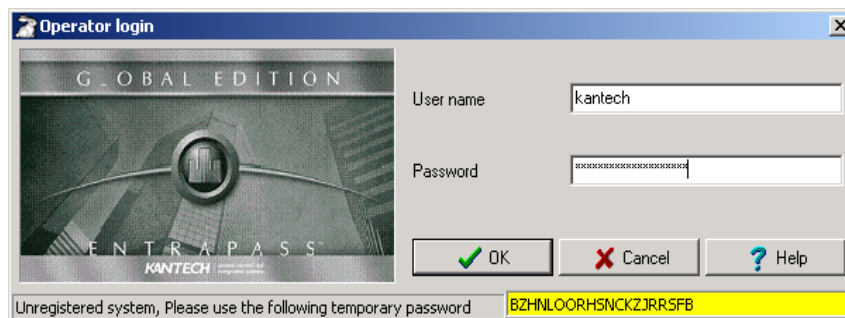 Operator login
G_OBAL EDITION
User name
kantech
Password
********************
ENTRAPASS
KANTECH
OK
Cancel
Help
Unregistered system, Please use the following temporary password
BZHNLOORHSNCKZJRRSFB